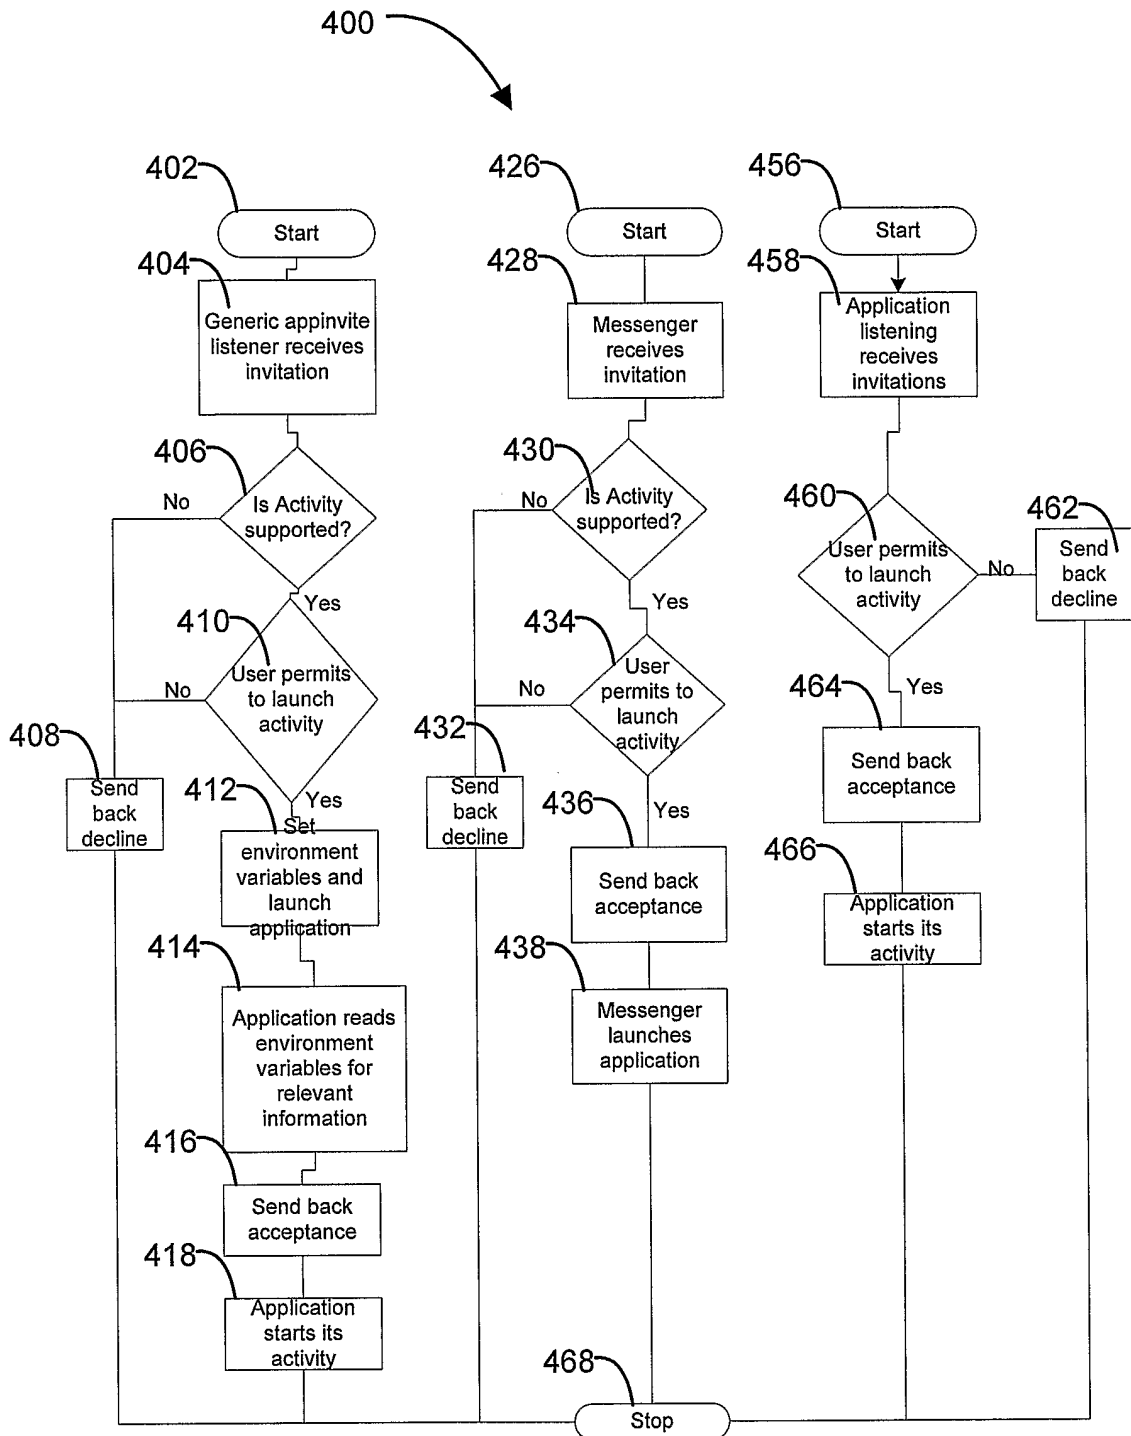 400
402
Start
404
Generic appinvite
listener receives
invitation
406
Is Activity
supported?
No
Yes
410
User permits
to launch
activity
No
408
Send
back
decline
Yes
412
Set
environment
variables and
launch
application
414
Application reads
environment
variables for
relevant
information
416
Send back
acceptance
418
Application
starts its
activity
426
Start
428
Messenger
receives
invitation
430
Is Activity
supported?
No
Yes
434
User
permits to
launch
activity
No
432
Send
back
decline
Yes
436
Send back
acceptance
438
Messenger
launches
application
456
Start
458
Application
listening
receives
invitations
460
User permits
to launch
activity
No
462
Send
back
decline
Yes
464
Send back
acceptance
466
Application
starts its
activity
468
Stop